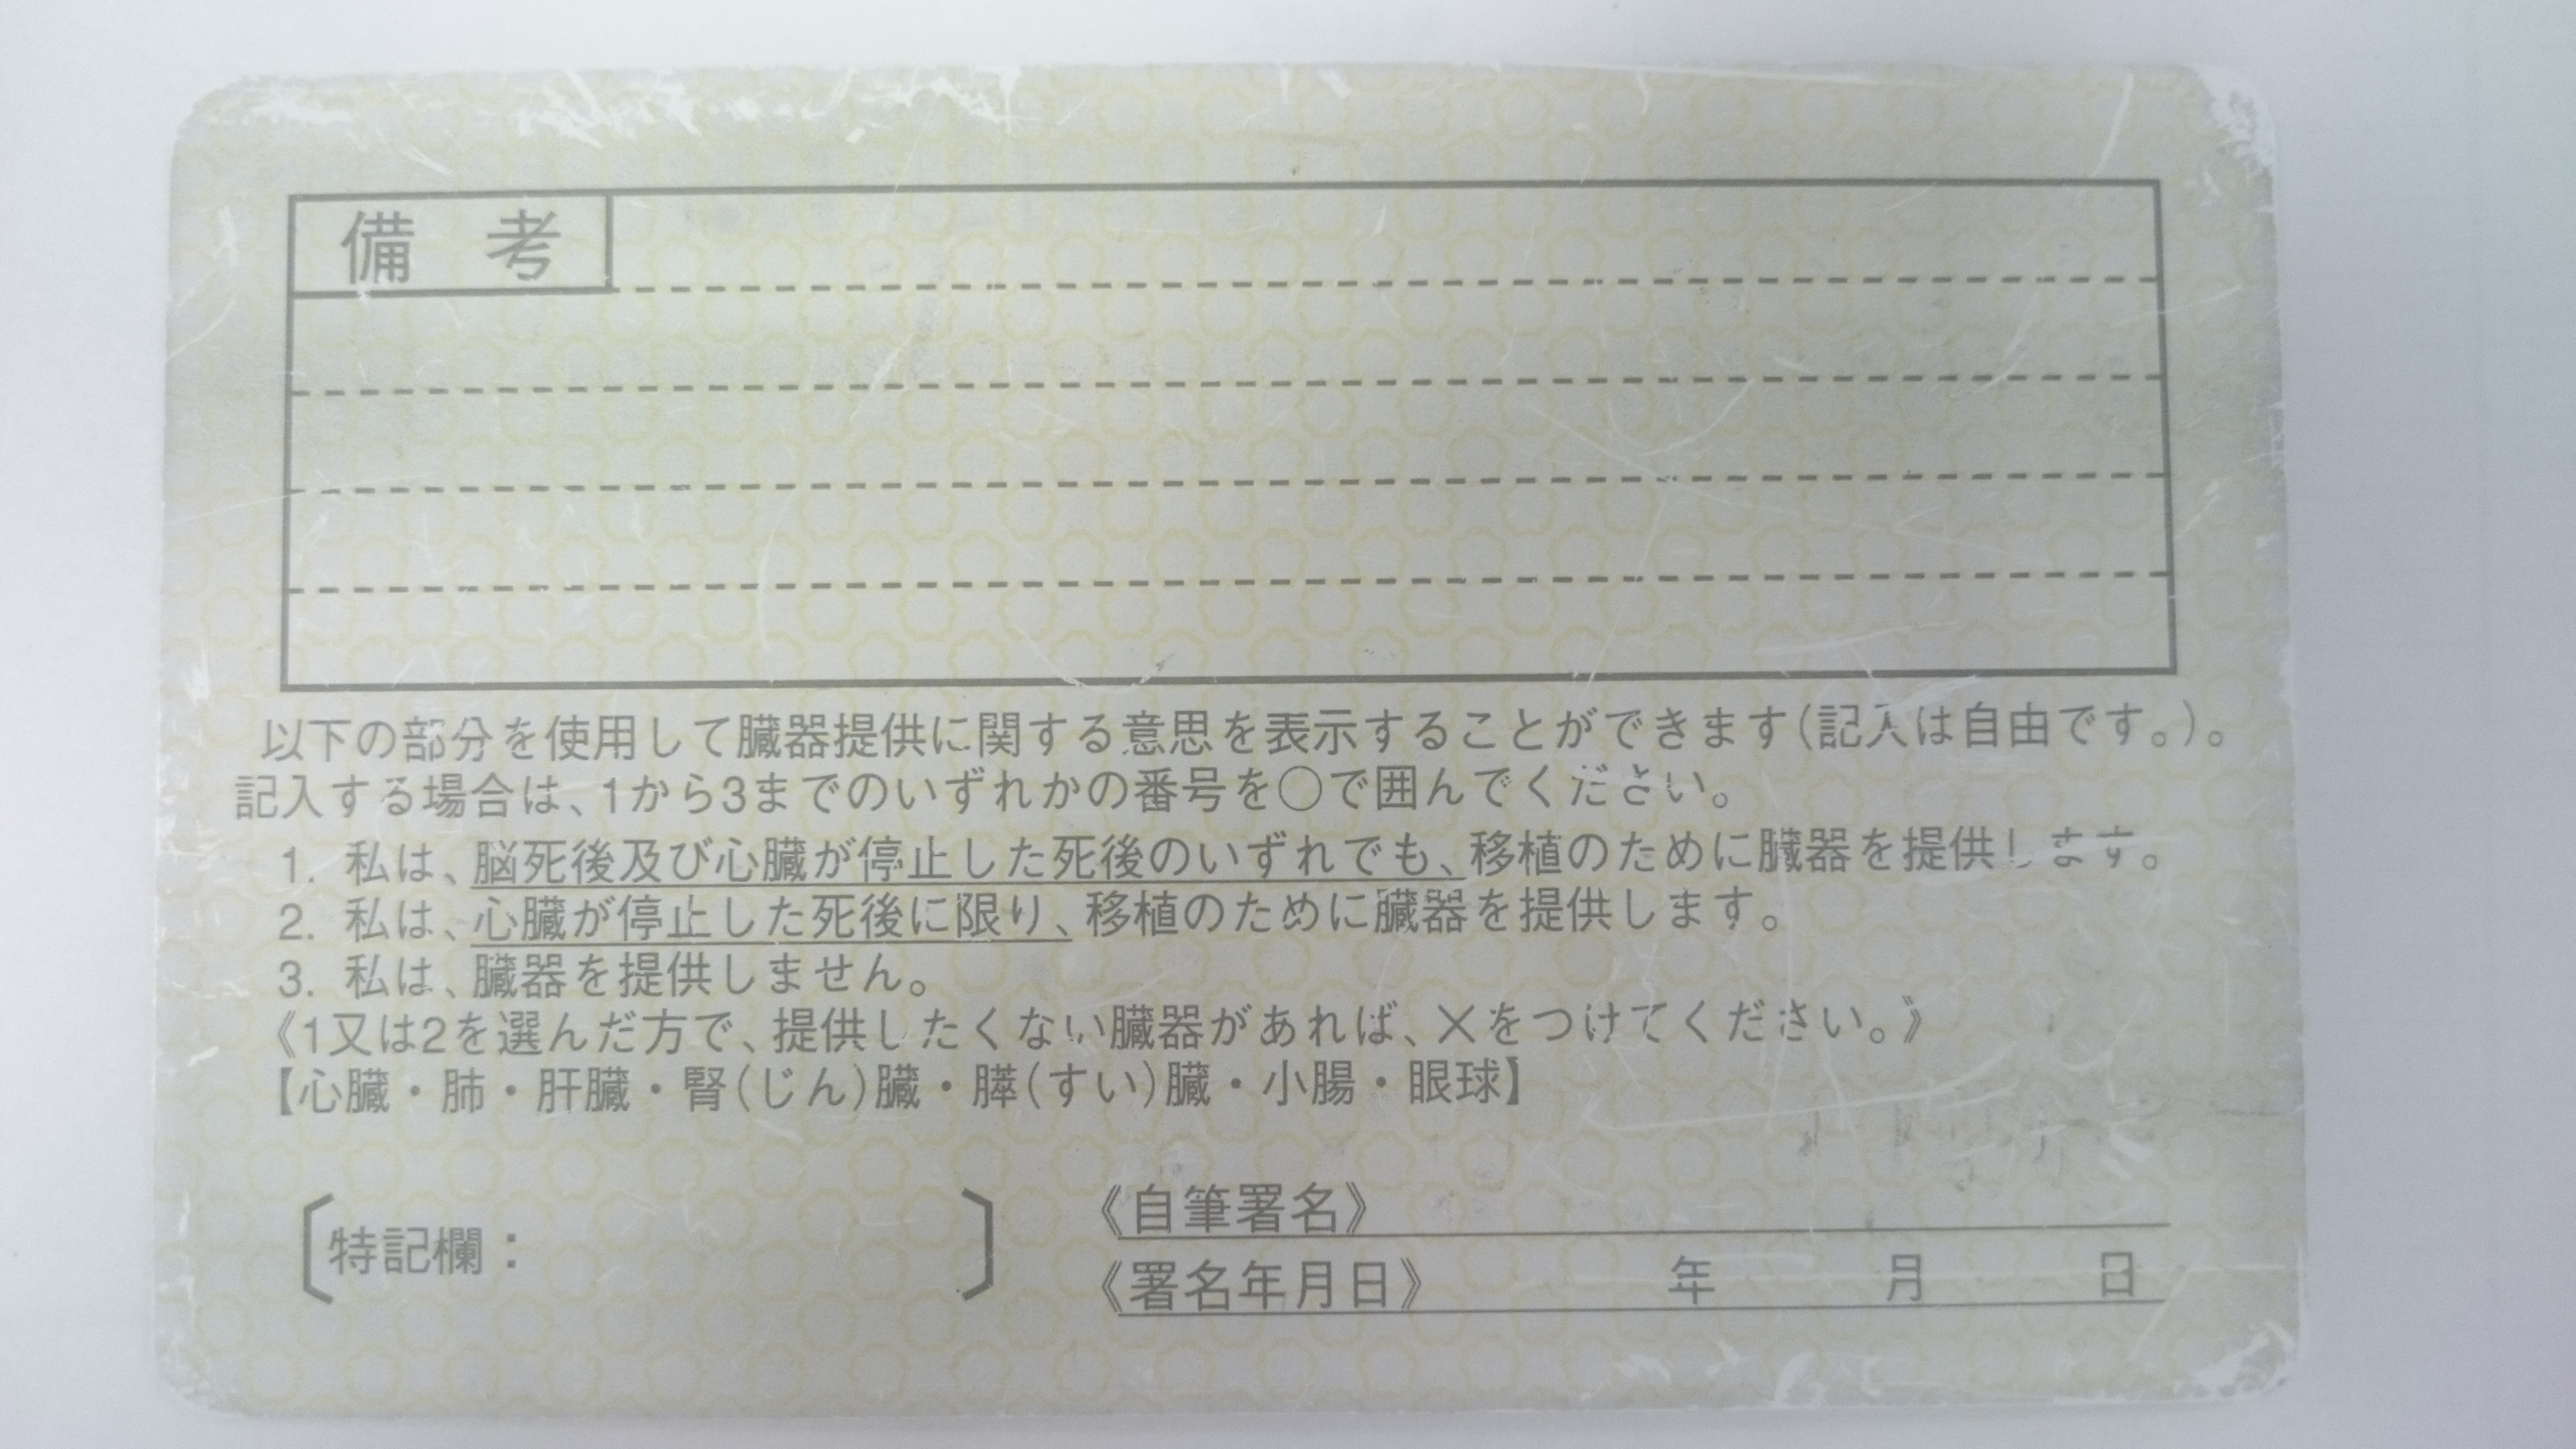 備 考
以下の部分を使用して臓器提供に関する意思を表示することができます(記入は自由です。)。
記入する場合は、1から3までのいずれかの番号を○で囲んでください。
1. 私は、脳死後及び心臓が停止した死後のいずれでも、移植のために臓器を提供します。
2. 私は、心臓が停止した死後に限り、移植のために臓器を提供します。
3. 私は、臓器を提供しません。
《1又は2を選んだ方で、提供したくない臓器があれば、×をつけてください。》
【心臓・肺・肝臓・腎(じん)臓・膵(すい)臓・小腸・眼球】
〔特記欄: 〕
《自筆署名》
《署名年月日》 年 月 日